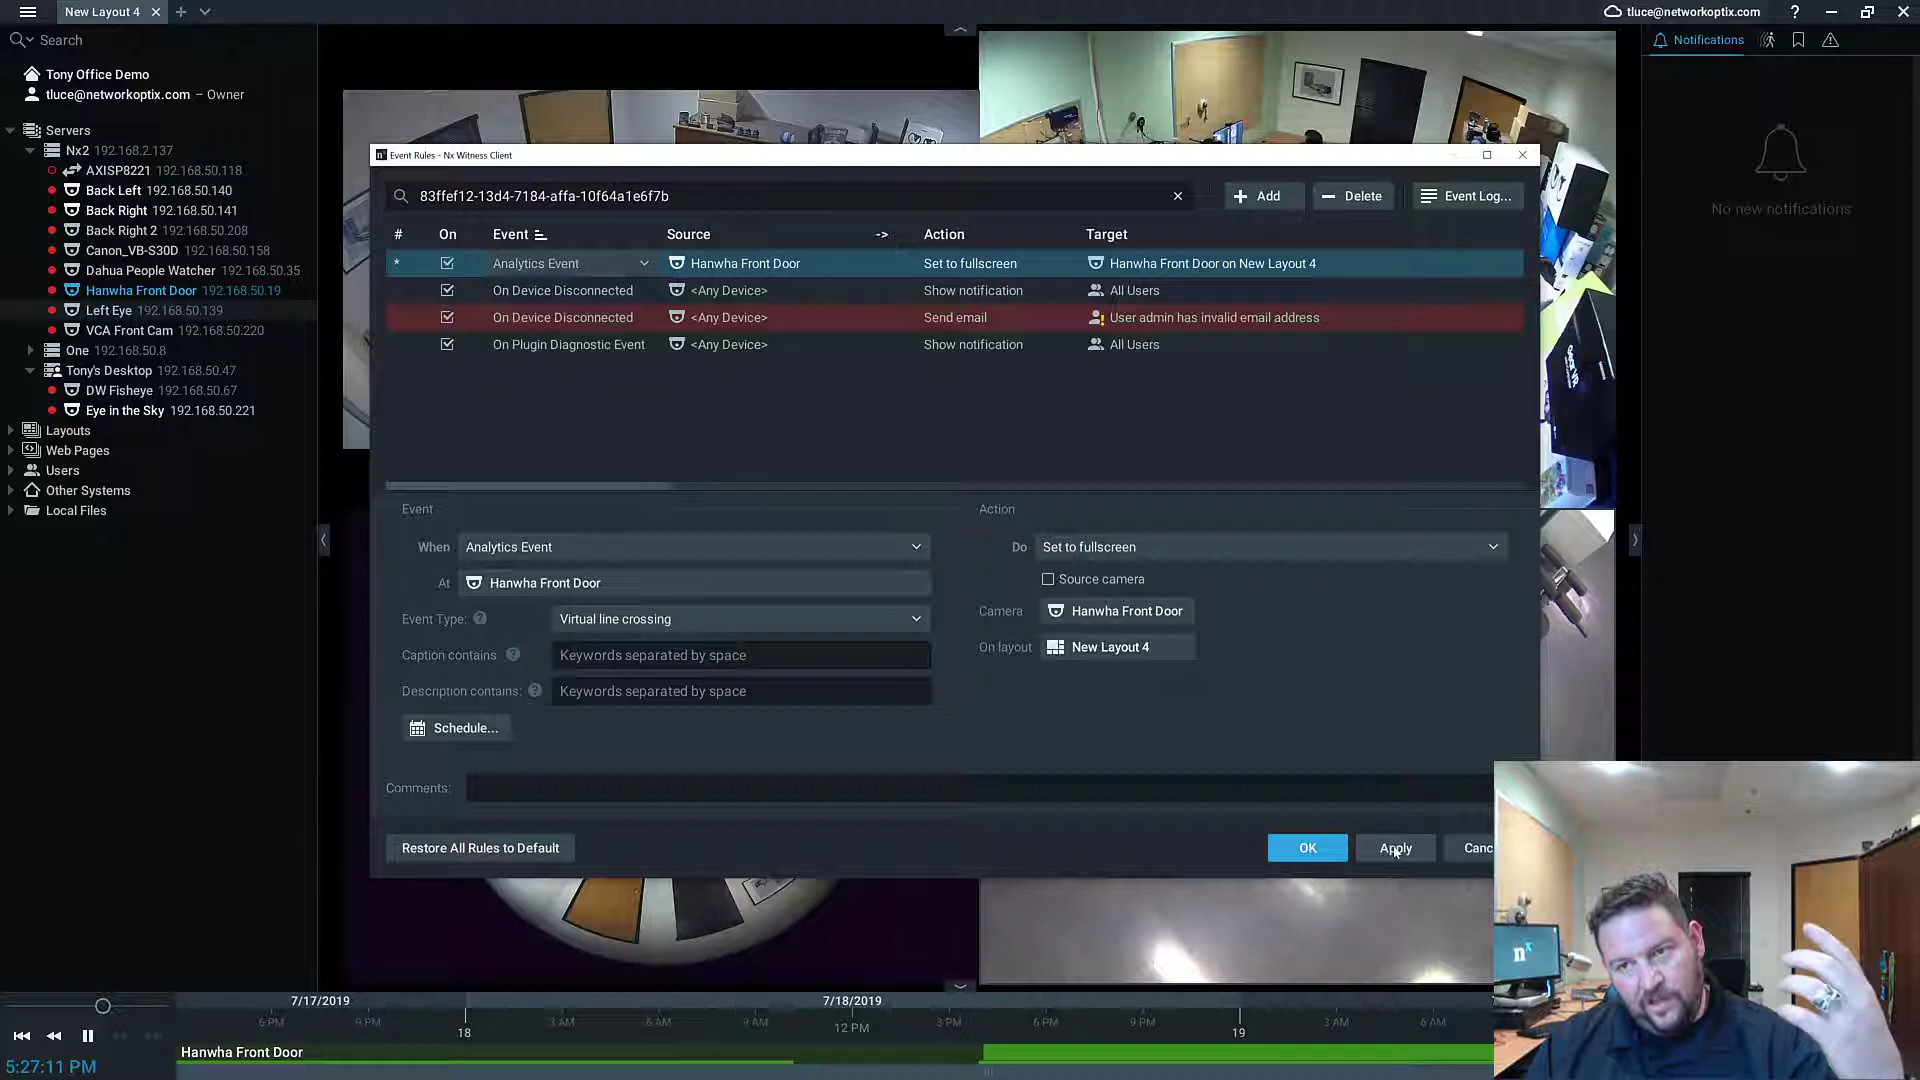 New Layout 4
tluce@networkoptix.com
?
Search
Notifications
Tony Office Demo
tluce@networkoptix.com – Owner
Servers
Nx2 192.168.2.137
AXISP8221 192.168.50.118
Back Left 192.168.50.140
Back Right 192.168.50.141
Back Right 2 192.168.50.208
Canon_VB-S30D 192.168.50.158
Dahua People Watcher 192.168.50.35
Hanwha Front Door 192.168.50.19
Left Eye 192.168.50.139
VCA Front Cam 192.168.50.220
One 192.168.50.8
Tony's Desktop 192.168.50.47
DW Fisheye 192.168.50.67
Eye in the Sky 192.168.50.221
Layouts
Web Pages
Users
Other Systems
Local Files
No new notifications
Event Rules - Nx Witness Client
83ffef12-13d4-7184-affa-10f64a1e6f7b
Add
Delete
Event Log...
# On Event Source -> Action Target
* Analytics Event Hanwha Front Door Set to fullscreen Hanwha Front Door on New Layout 4
On Device Disconnected <Any Device> Show notification All Users
On Device Disconnected <Any Device> Send email User admin has invalid email address
On Plugin Diagnostic Event <Any Device> Show notification All Users
Event
When Analytics Event
At Hanwha Front Door
Event Type: ? Virtual line crossing
Caption contains ? Keywords separated by space
Description contains: ? Keywords separated by space
Schedule...
Action
Do Set to fullscreen
Source camera
Camera Hanwha Front Door
On layout New Layout 4
Comments:
Restore All Rules to Default
OK
Apply
Canc
nx
7/17/2019 7/18/2019
6 PM 9 PM 18 3 AM 6 AM 9 AM 12 PM 3 PM 6 PM 9 PM 19 3 AM 6 AM
Hanwha Front Door
5:27:11 PM